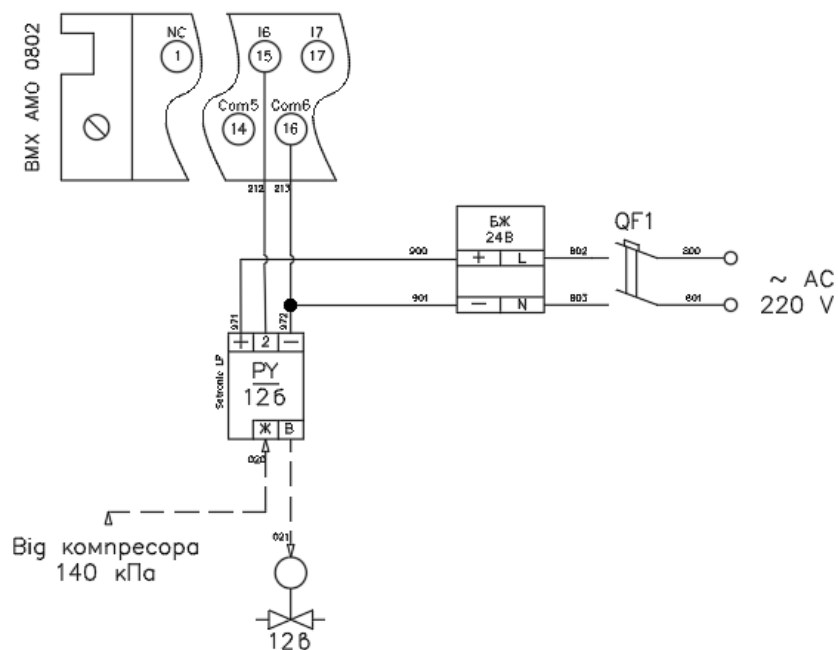 BMX AMO 0802
NC
1
I6
15
I7
17
Com5
14
Com6
16
212
213
БЖ
24В
QF1
900
+
L
802
800
~ AC
220 V
901
−
N
803
801
971
972
+
2
−
Setronic LP
PY
12б
Ж
В
020
Від компресора
140 кПа
021
12в